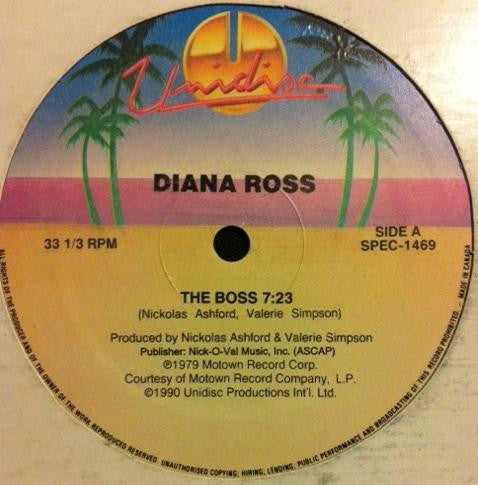 Unidisc
DIANA ROSS
33 1/3 RPM
SIDE A
SPEC-1469
THE BOSS 7:23
(Nickolas Ashford, Valerie Simpson)
Produced by Nickolas Ashford & Valerie Simpson
Publisher: Nick-O-Val Music, Inc. (ASCAP)
℗1979 Motown Record Corp.
Courtesy of Motown Record Company, L.P.
©1990 Unidisc Productions Int'l. Ltd.
ALL RIGHTS OF THE PRODUCER AND OF THE OWNER OF THE WORK REPRODUCED RESERVED. UNAUTHORISED COPYING; HIRING; LENDING, PUBLIC PERFORMANCE AND BROADCASTING OF THIS RECORD PROHIBITED - MADE IN CANADA